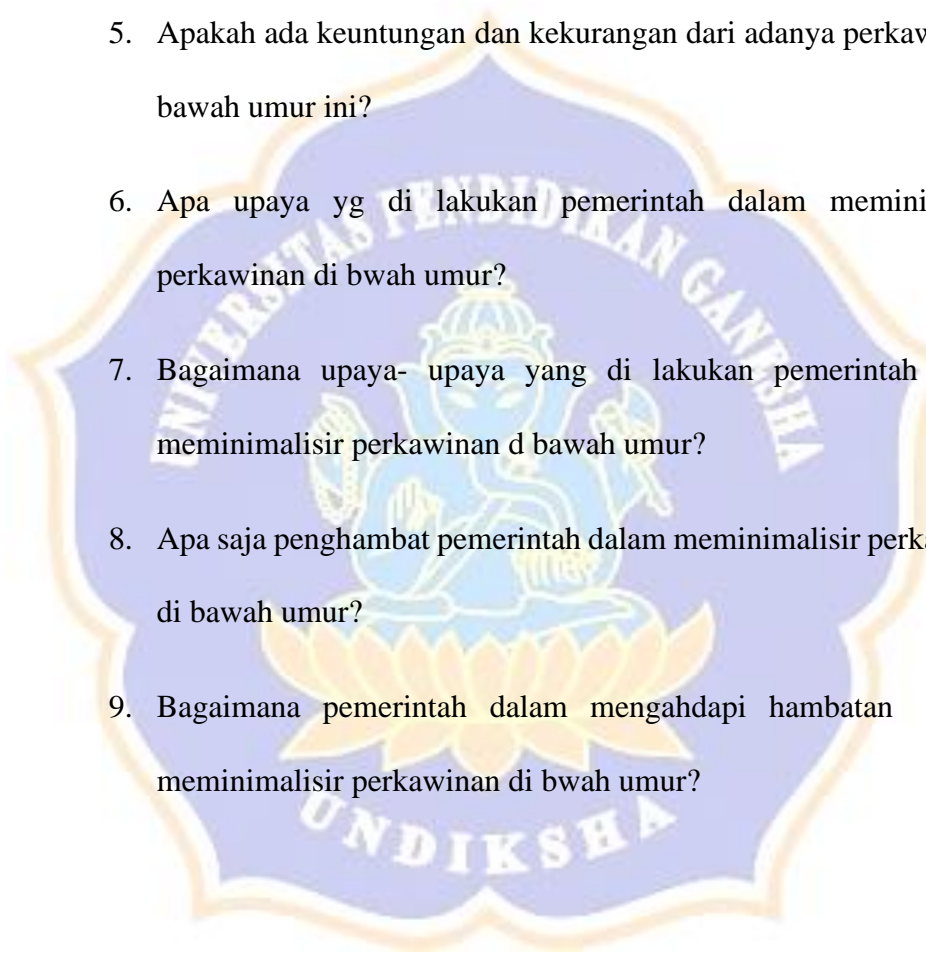 5. Apakah ada keuntungan dan kekurangan dari adanya
bawah umur ini?
6. Apa upaya yg di lakukan pemerintah dalam
perkawinan di bwah umur?
7. Bagaimana upaya- upaya yang di lakukan pemerintah
meminimalisir perkawinan d bawah umur?
8. Apa saja penghambat pemerintah dalam meminimalisir
di bawah umur?
9. Bagaimana pemerintah dalam mengahdapi hambatan
meminimalisir perkawinan di bwah umur?
UNIVERSITAS PENDIDIKAN GANESHA
UNDIKSHA